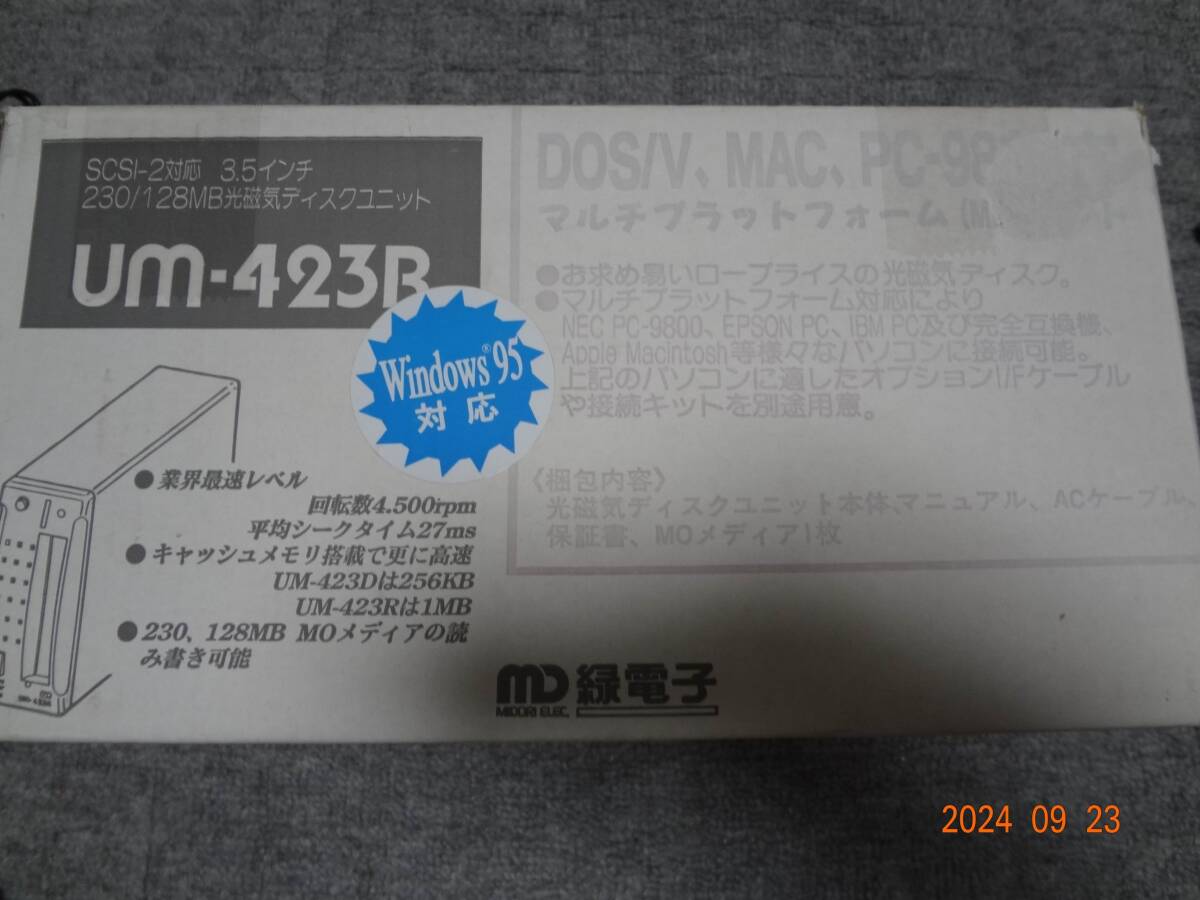 SCSI-2対応 3.5インチ
230/128MB光磁気ディスクユニット
UM-423B
Windows®95
対応
●業界最速レベル
回転数4.500rpm
平均シークタイム27ms
●キャッシュメモリ搭載で更に高速
UM-423Dは256KB
UM-423Rは1MB
●230, 128MB MOメディアの読
み書き可能
DOS/V、MAC、PC-98
マルチプラットフォーム(M
●お求め易いロープライスの光磁気ディスク。
●マルチプラットフォーム対応により
NEC PC-9800、EPSON PC、IBM PC及び完全互換機、
Apple Macintosh等様々なパソコンに接続可能。
上記のパソコンに適したオプションI/Fケーブル
や接続キットを別途用意。
〈梱包内容〉
光磁気ディスクユニット本体、マニュアル、ACケーブル、
保証書、MOメディア1枚
MO 緑電子
MIDORI ELEC.
2024 09 23